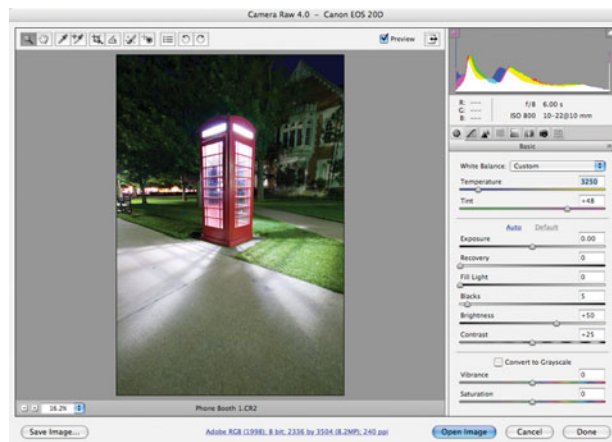 Camera Raw 4.0 – Canon EOS 20D
Preview
R: ---
G: ---
B: ---
f/8 6.00 s
ISO 800 10-22@10 mm
Basic
White Balance: Custom
Temperature 3250
Tint +48
Auto Default
Exposure 0.00
Recovery 0
Fill Light 0
Blacks 5
Brightness +50
Contrast +25
Convert to Grayscale
Vibrance 0
Saturation 0
16.2%
Phone Booth 1.CR2
Save Image...
Adobe RGB (1998); 8 bit; 2336 by 3504 (8.2MP); 240 ppi
Open Image
Cancel
Done